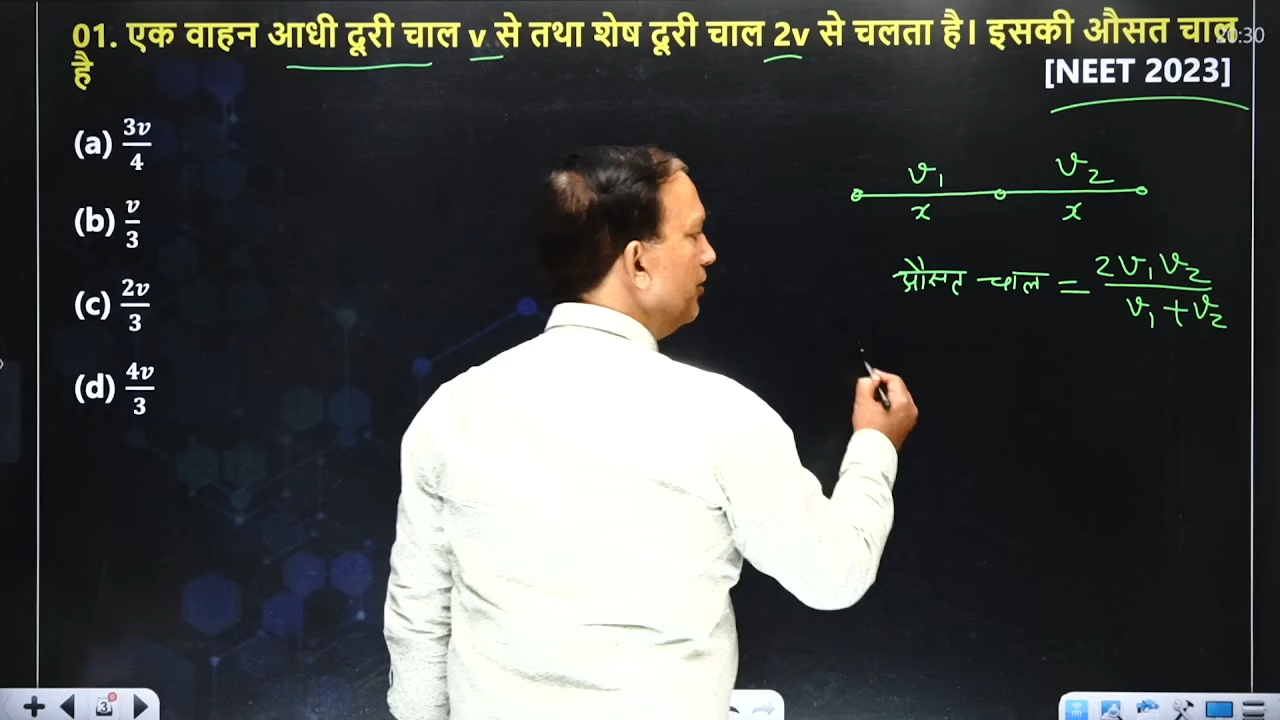 01. एक वाहन आधी दूरी चाल v से तथा शेष दूरी चाल 2v से चलता है। इसकी औसत चाल
है
[NEET 2023]
(a) 3v/4
(b) v/3
(c) 2v/3
(d) 4v/3
v₁ v₂
x x
औसत चाल = 2v₁v₂/v₁+v₂
3